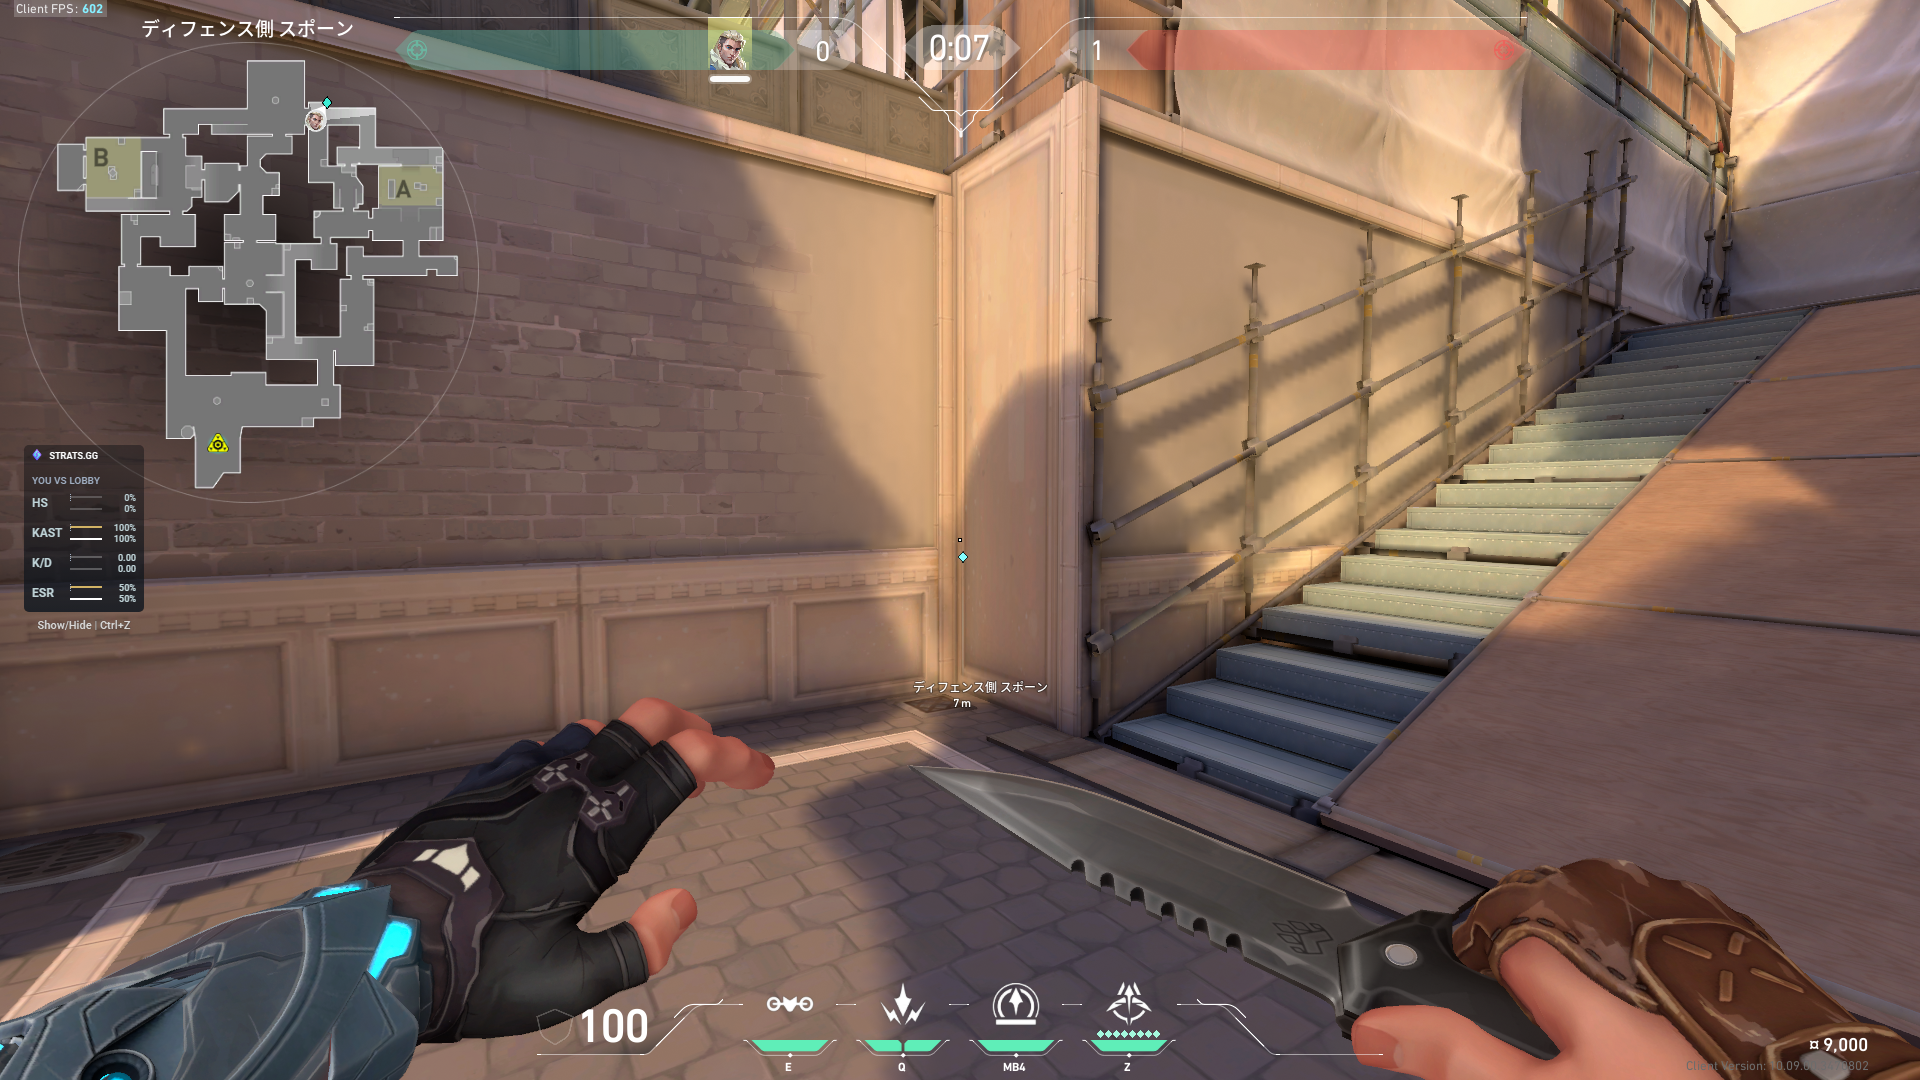 Client FPS: 602
ディフェンス側 スポーン
0
0:07
1
B
A
STRATS.GG
YOU VS LOBBY
HS 0%
0%
KAST 100%
100%
K/D 0.00
0.00
ESR 50%
50%
Show/Hide | Ctrl+Z
ディフェンス側 スポーン
7m
100
E
Q
MB4
Z
¤ 9,000
Client Version: